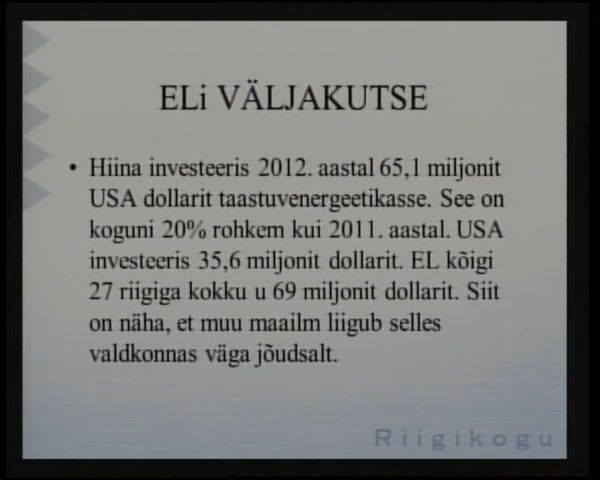 ELi VÄLJAKUTSE
• Hiina investeeris 2012. aastal 65,1 miljonit
USA dollarit taastuvenergeetikasse. See on
koguni 20% rohkem kui 2011. aastal. USA
investeeris 35,6 miljonit dollarit. EL kõigi
27 riigiga kokku u 69 miljonit dollarit. Siit
on näha, et muu maailm liigub selles
valdkonnas väga jõudsalt.
Riigikogu